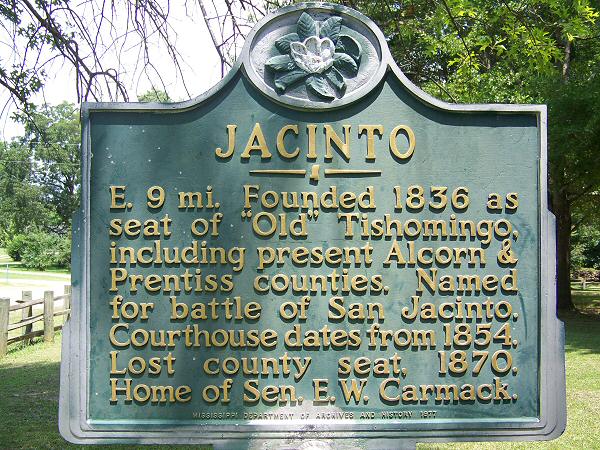 JACINTO
E. 9 mi. Founded 1836 as
seat of "Old" Tishomingo,
including present Alcorn &
Prentiss counties. Named
for battle of San Jacinto.
Courthouse dates from 1854.
Lost county seat, 1870.
Home of Sen. E.W. Carmack.
MISSISSIPPI DEPARTMENT OF ARCHIVES AND HISTORY 1977